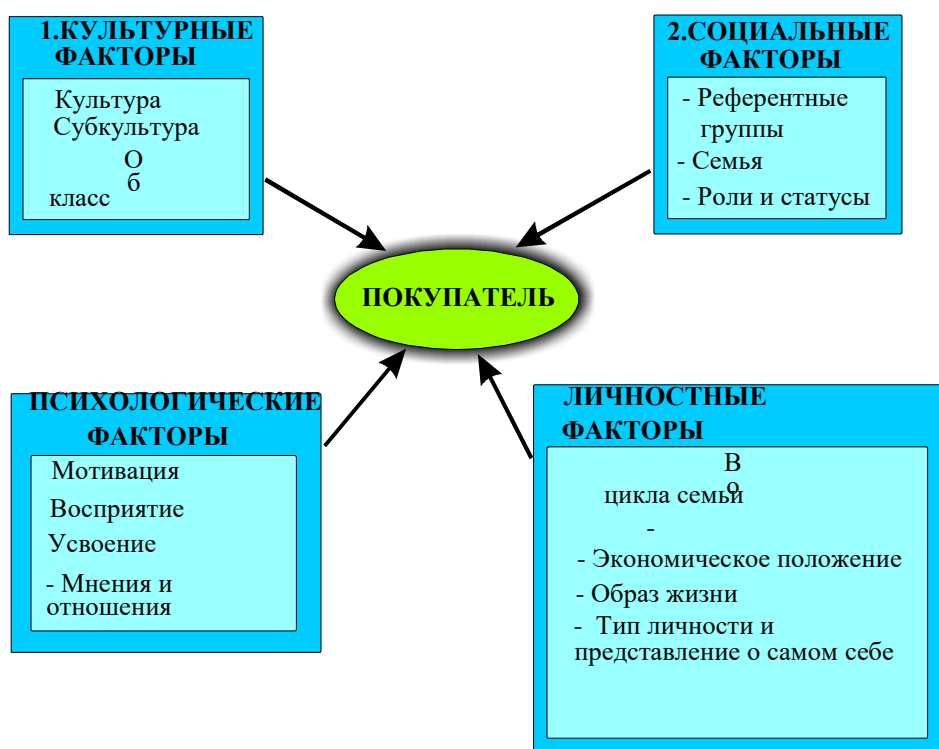 1.КУЛЬТУРНЫЕ
ФАКТОРЫ
Культура
Субкультура
О
б
класс
2.СОЦИАЛЬНЫЕ
ФАКТОРЫ
- Референтные
группы
- Семья
- Роли и статусы
ПОКУПАТЕЛЬ
ПСИХОЛОГИЧЕСКИЕ
ФАКТОРЫ
Мотивация
Восприятие
Усвоение
- Мнения и
отношения
ЛИЧНОСТНЫЕ
ФАКТОРЫ
В
о
цикла семьи
-
- Экономическое положение
- Образ жизни
- Тип личности и
представление о самом себе